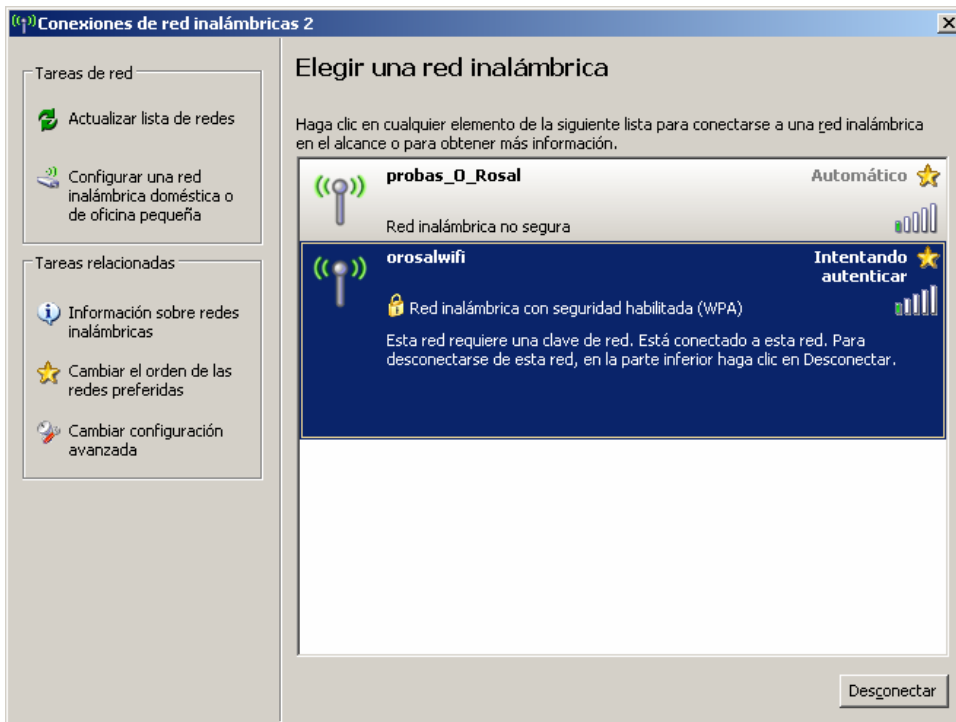 Conexiones de red inalámbricas 2
Tareas de red
Actualizar lista de redes
Configurar una red
inalámbrica doméstica o
de oficina pequeña
Tareas relacionadas
Información sobre redes
inalámbricas
Cambiar el orden de las
redes preferidas
Cambiar configuración
avanzada
Elegir una red inalámbrica
Haga clic en cualquier elemento de la siguiente lista para conectarse a una red inalámbrica
en el alcance o para obtener más información.
probas_O_Rosal
Automático
Red inalámbrica no segura
orosalwifi
Intentando
autenticar
Red inalámbrica con seguridad habilitada (WPA)
Esta red requiere una clave de red. Está conectado a esta red. Para
desconectarse de esta red, en la parte inferior haga clic en Desconectar.
Desconectar